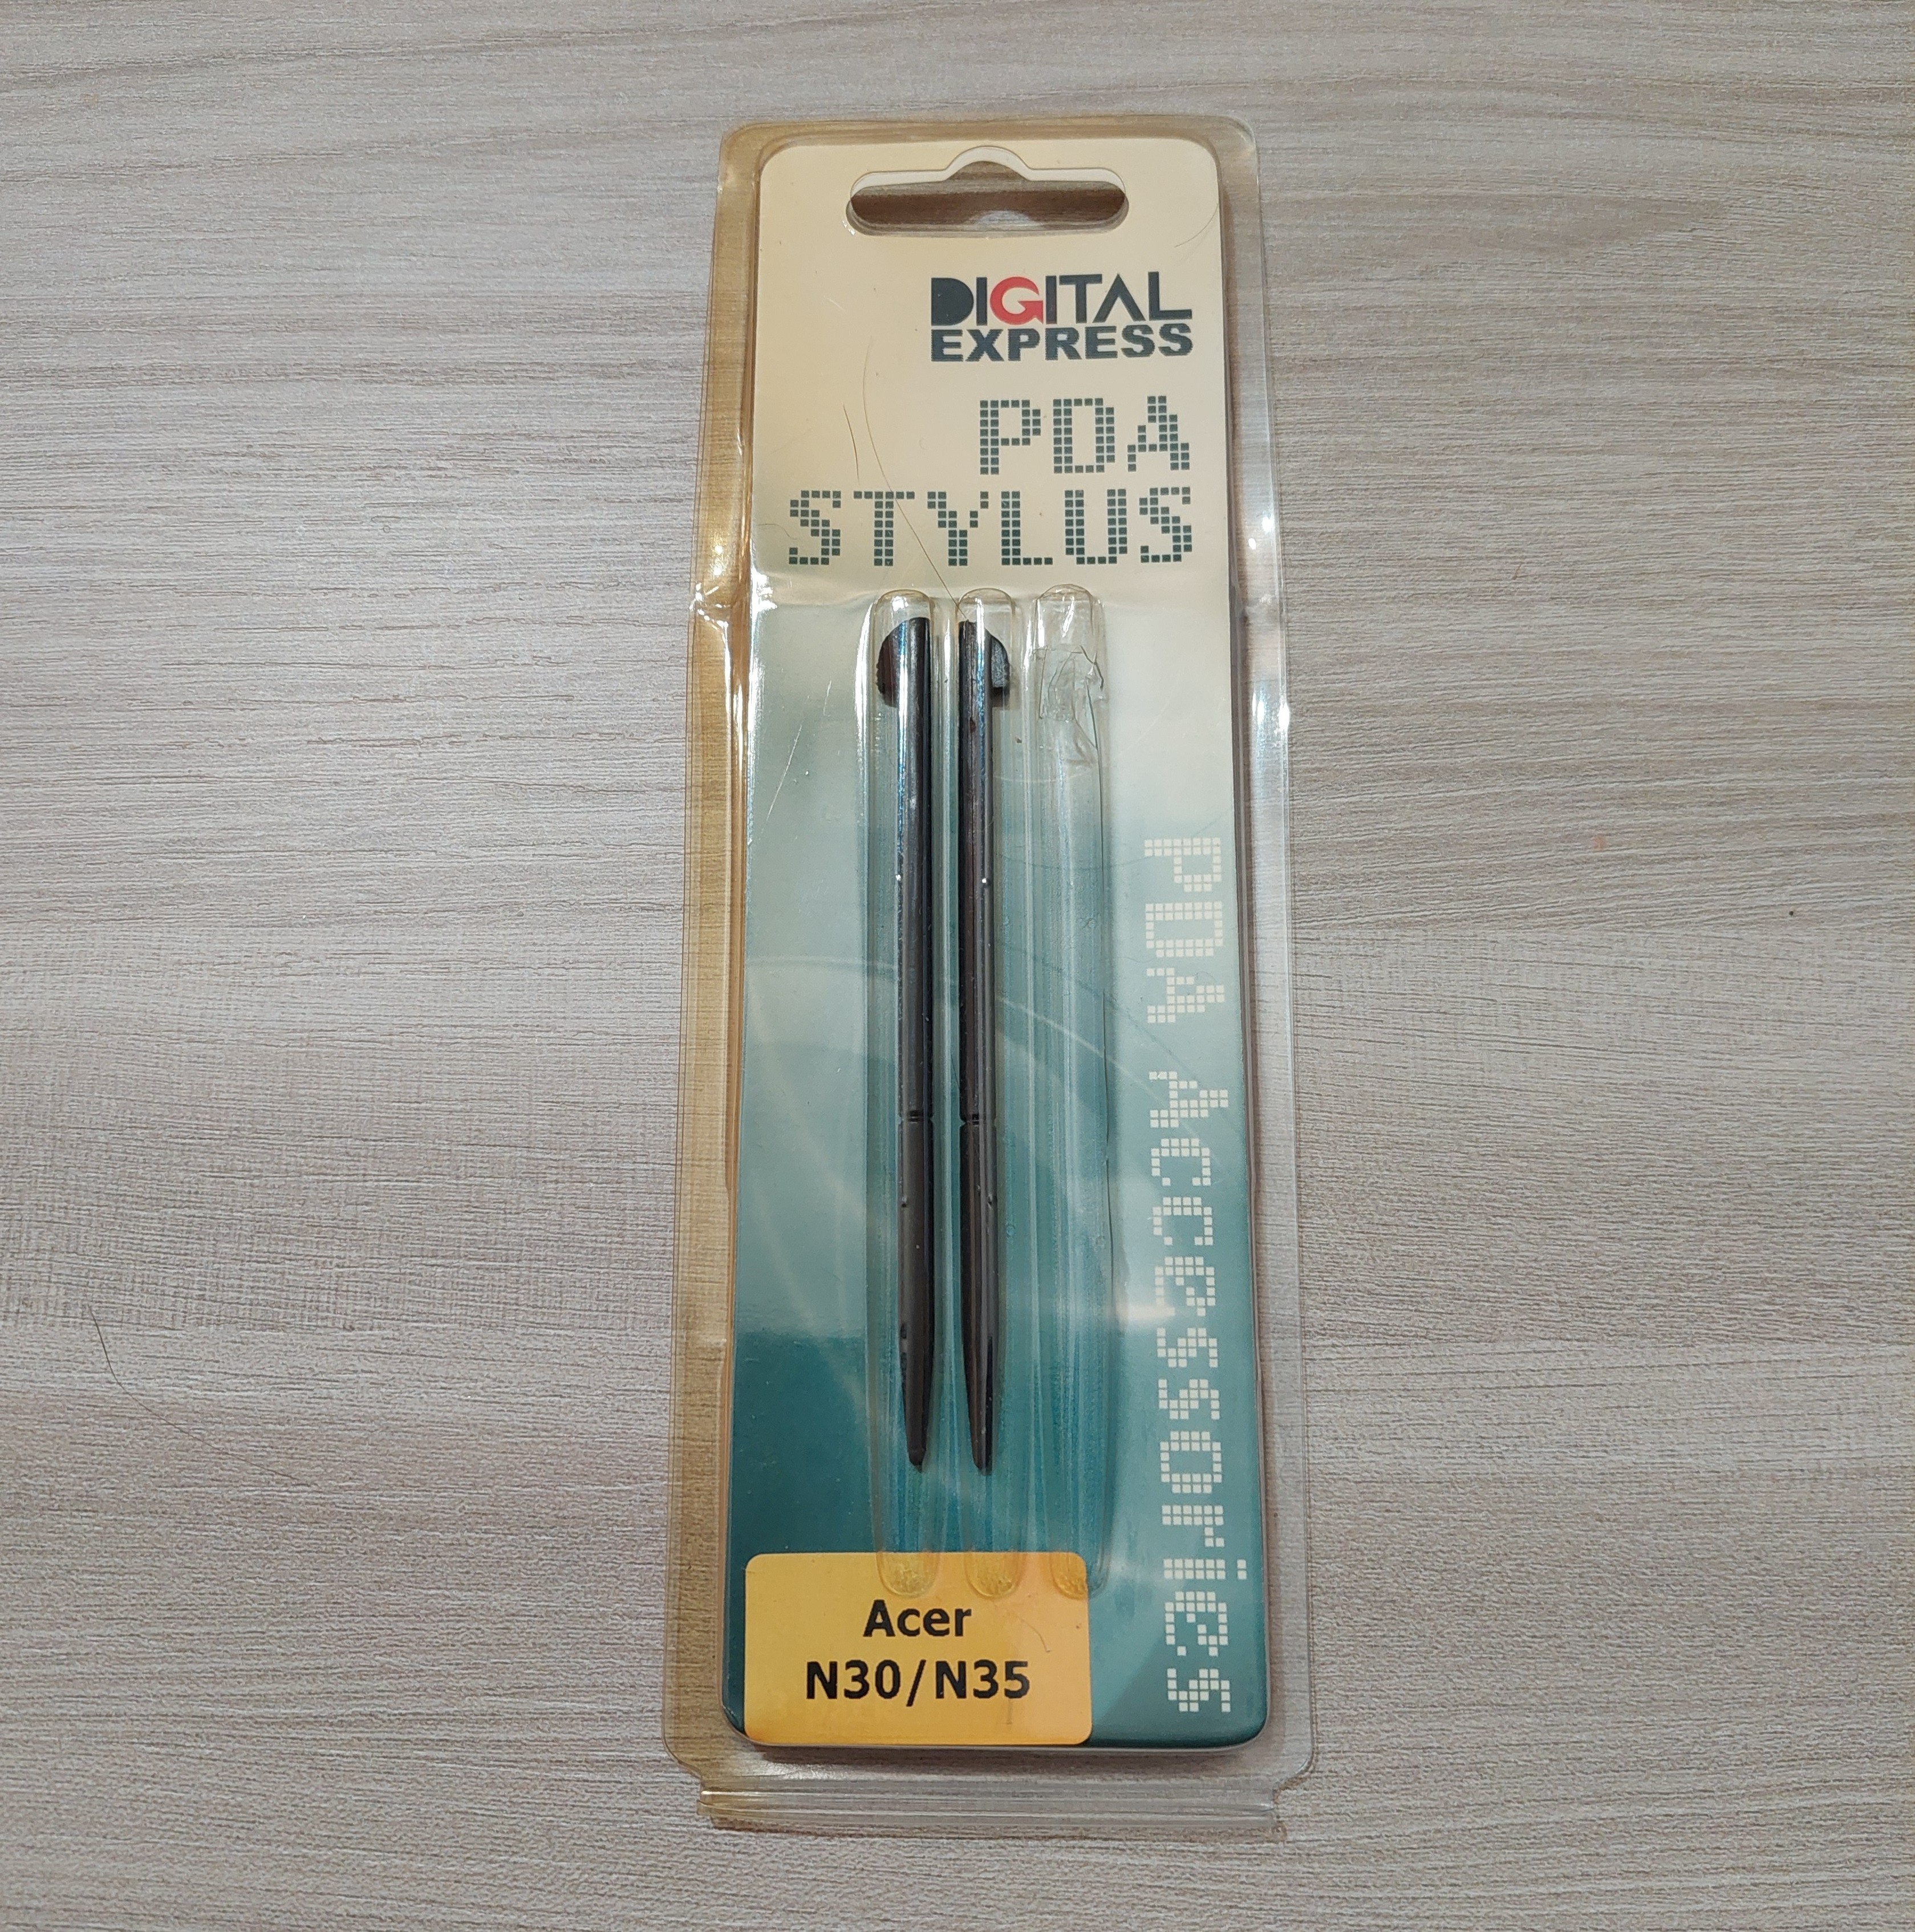 DIGITAL
EXPRESS
PDA
STYLUS
PDA Accessories
Acer
N30/N35